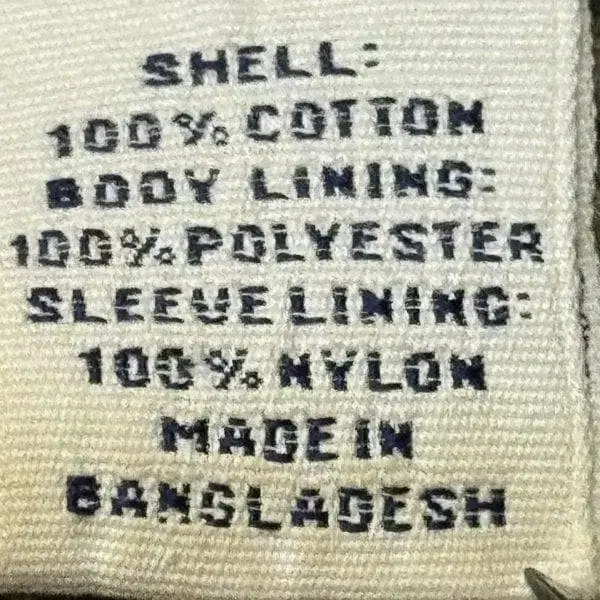 SHELL:
100% COTTON
BODY LINING:
100% POLYESTER
SLEEVE LINING:
100% NYLON
MADE IN
BANGLADESH